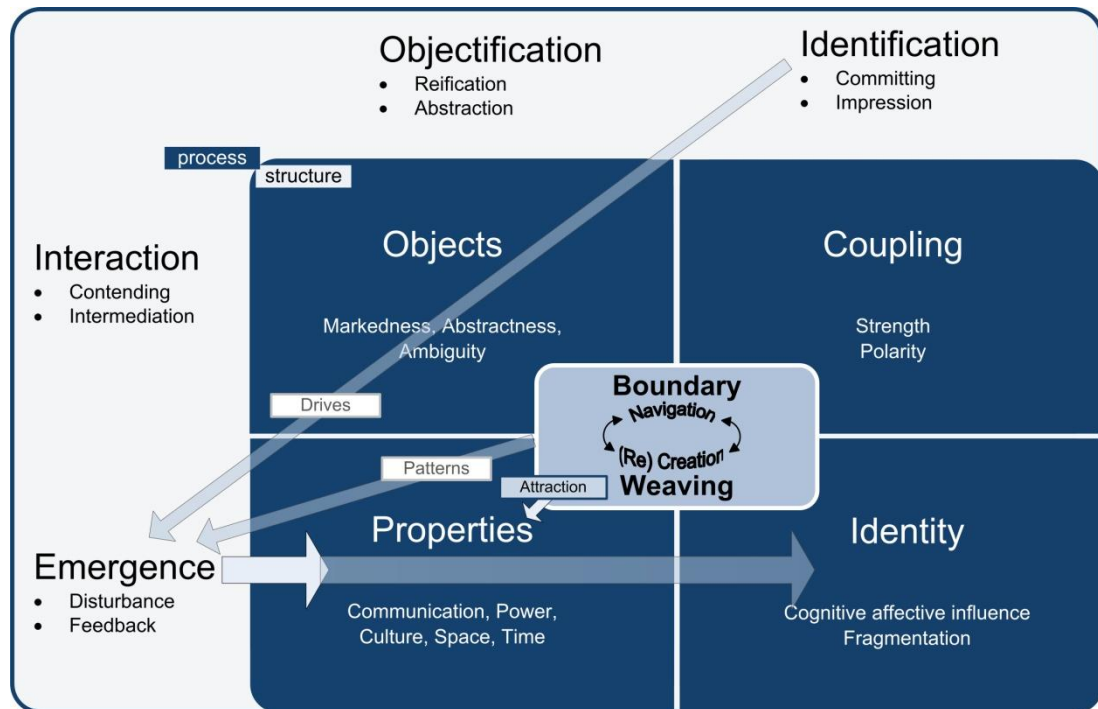 Objectification
• Reification
• Abstraction
Identification
• Committing
• Impression
process
structure
Interaction
• Contending
• Intermediation
Objects
Markedness, Abstractness,
Ambiguity
Coupling
Strength
Polarity
Drives
Patterns
Boundary
Navigation
(Re) Creation
Weaving
Attraction
Emergence
• Disturbance
• Feedback
Properties
Communication, Power,
Culture, Space, Time
Identity
Cognitive affective influence
Fragmentation